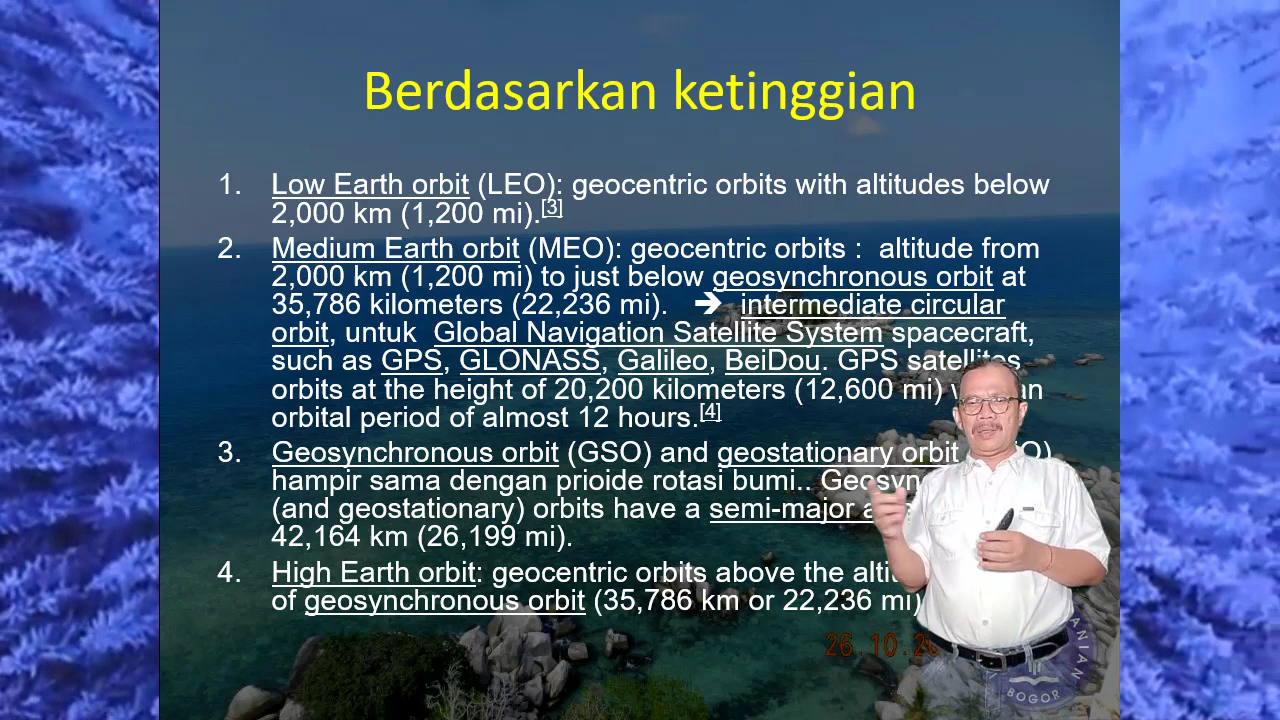 Berdasarkan ketinggian
1. Low Earth orbit (LEO): geocentric orbits with altitudes below
2,000 km (1,200 mi).[3]
2. Medium Earth orbit (MEO): geocentric orbits : altitude from
2,000 km (1,200 mi) to just below geosynchronous orbit at
35,786 kilometers (22,236 mi). ➔ intermediate circular
orbit, untuk Global Navigation Satellite System spacecraft,
such as GPS, GLONASS, Galileo, BeiDou. GPS satellites
orbits at the height of 20,200 kilometers (12,600 mi) an
orbital period of almost 12 hours.[4]
3. Geosynchronous orbit (GSO) and geostationary orbit
hampir sama dengan prioide rotasi bumi..
(and geostationary) orbits have a semi-major
42,164 km (26,199 mi).
4. High Earth orbit: geocentric orbits above the
of geosynchronous orbit (35,786 km or 22,236 mi)
26.10.20
BOGOR